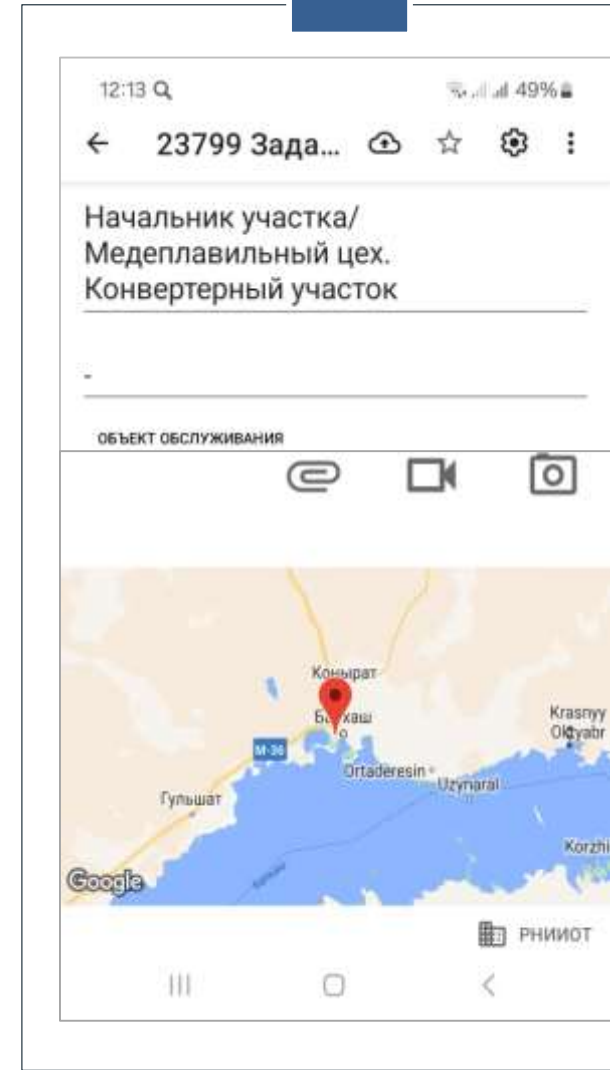 12:13
49%
23799 Зада...
Начальник участка/
Медеплавильный цех.
Конвертерный участок
-
ОБЪЕКТ ОБСЛУЖИВАНИЯ
Коңырат
Балхаш
Krasnyy
Oktyabr
M-36
Ortaderesin
Uzynaral
Гульшат
Korzhi
Google
РНИИОТ